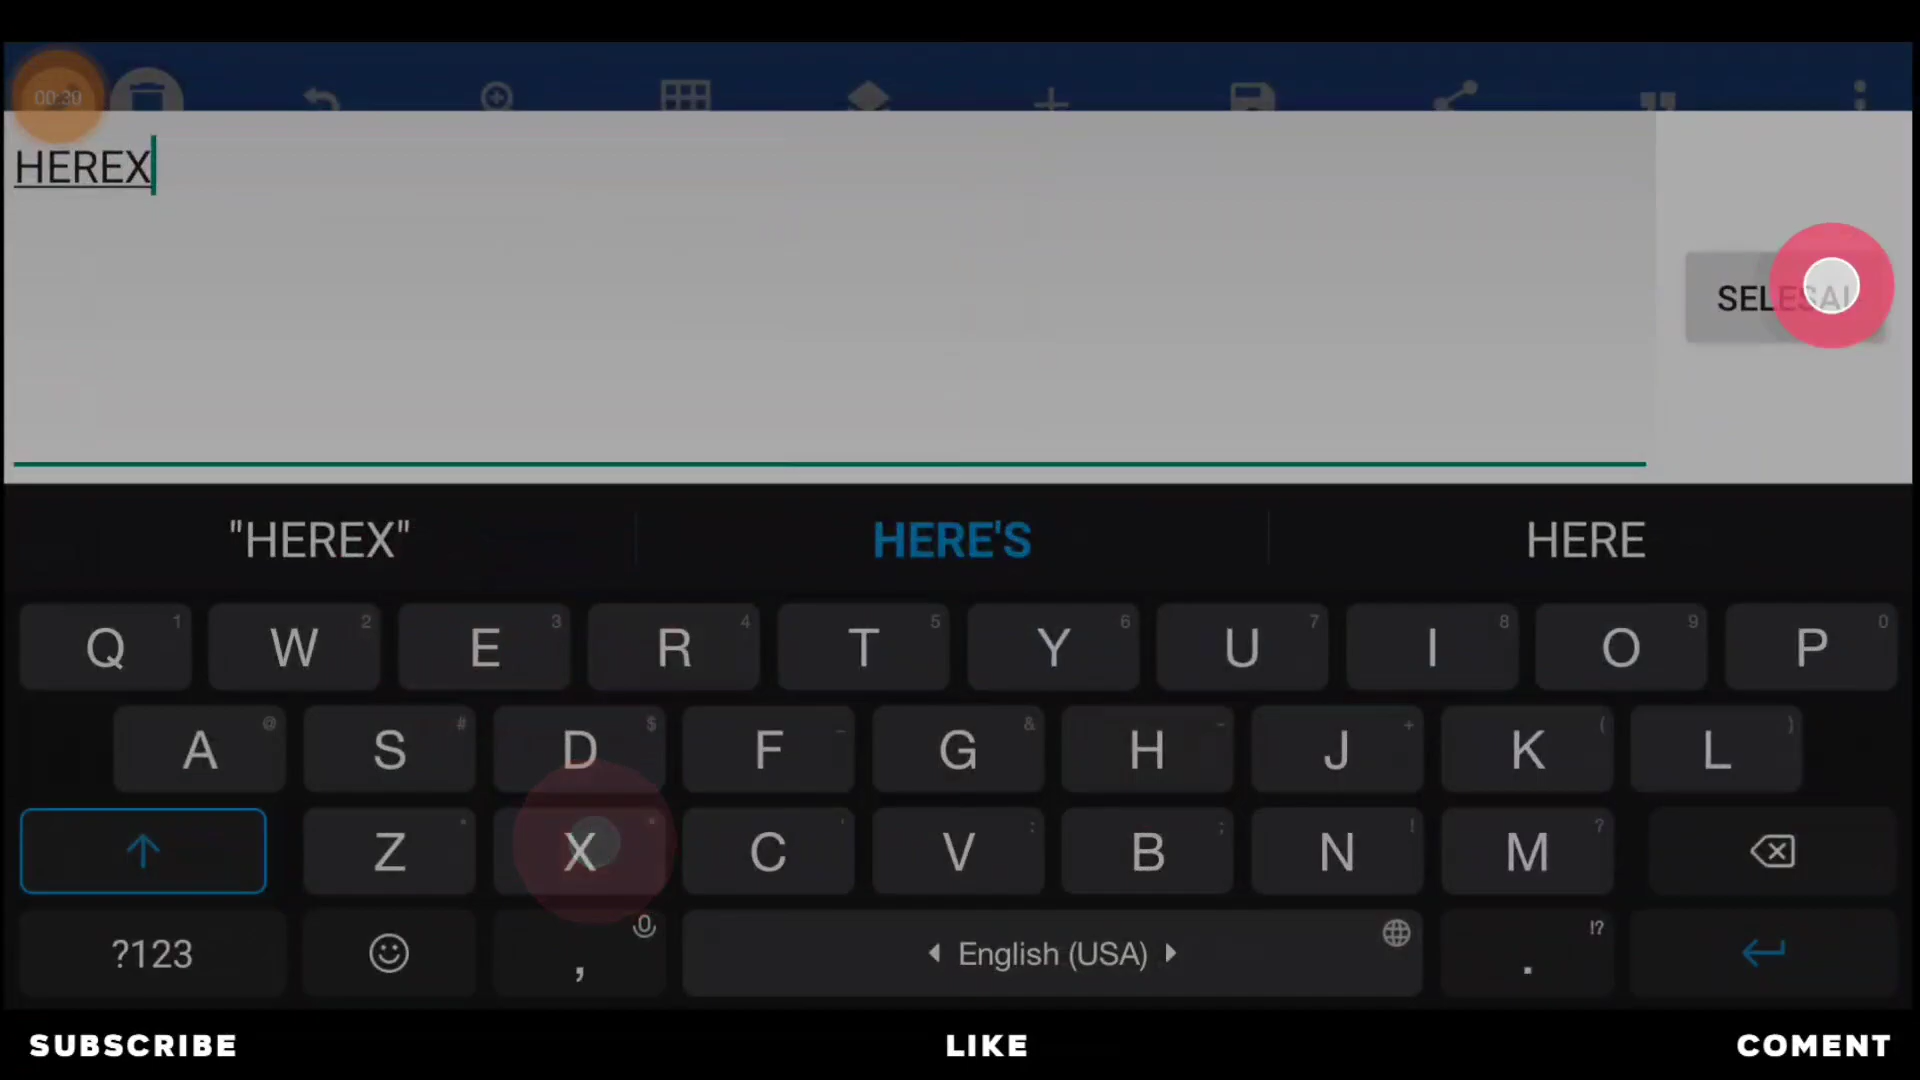 00:30
HEREX
SELESAI
"HEREX" HERE'S HERE
Q 1 W 2 E 3 R 4 T 5 Y 6 U 7 I 8 O 9 P 0
A @ S # D $ F _ G & H - J + K ( L )
Z X C V : B ; N ! M ?
?123 , English (USA) . !?
SUBSCRIBE LIKE COMENT